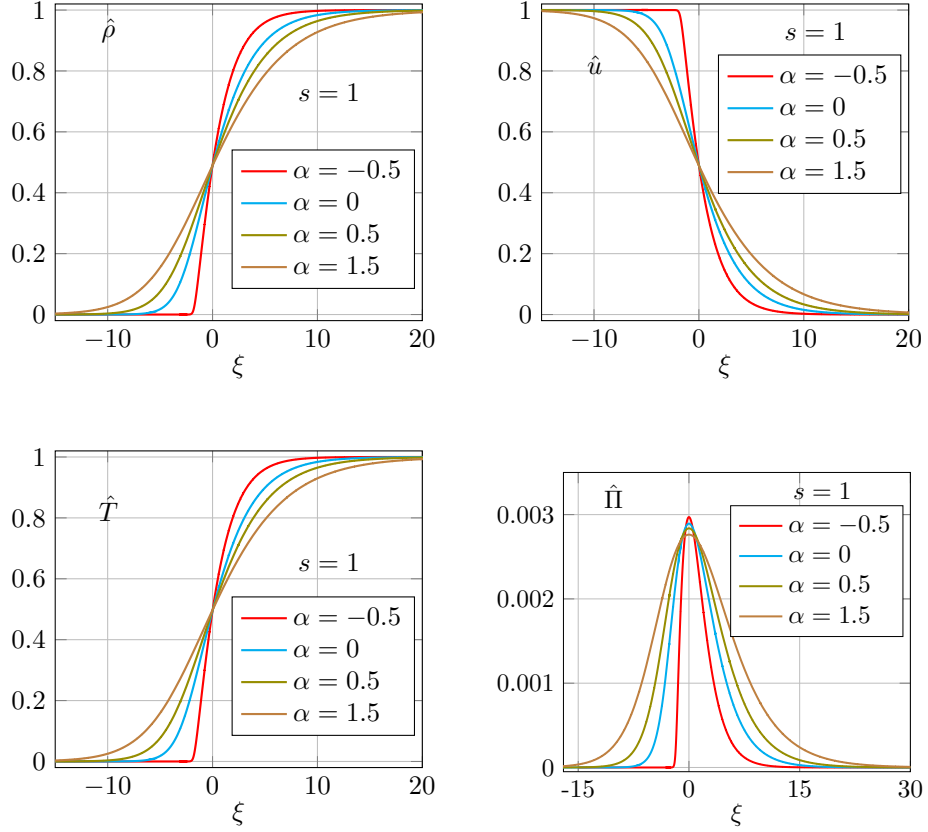 1
0.8
0.6
0.4
0.2
0
ρ̂
s = 1
α = −0.5
α = 0
α = 0.5
α = 1.5
−10 0 10 20
ξ
1
0.8
0.6
0.4
0.2
0
û
s = 1
α = −0.5
α = 0
α = 0.5
α = 1.5
−10 0 10 20
ξ
1
0.8
0.6
0.4
0.2
0
T̂
s = 1
α = −0.5
α = 0
α = 0.5
α = 1.5
−10 0 10 20
ξ
0.003
0.002
0.001
0
Π̂
s = 1
α = −0.5
α = 0
α = 0.5
α = 1.5
-15 0 15 30
ξ